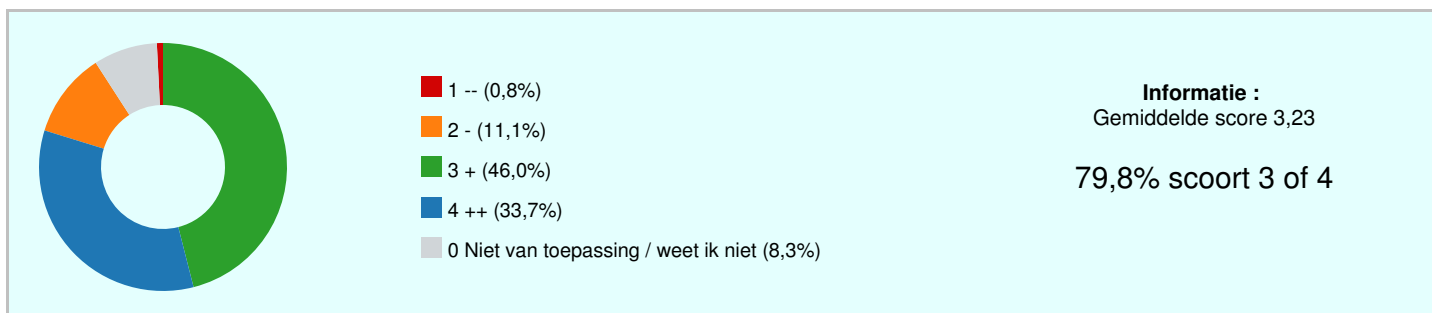 1 -- (0,8%)
2 - (11,1%)
3 + (46,0%)
4 ++ (33,7%)
0 Niet van toepassing / weet ik niet (8,3%)
Informatie :
Gemiddelde score 3,23
79,8% scoort 3 of 4